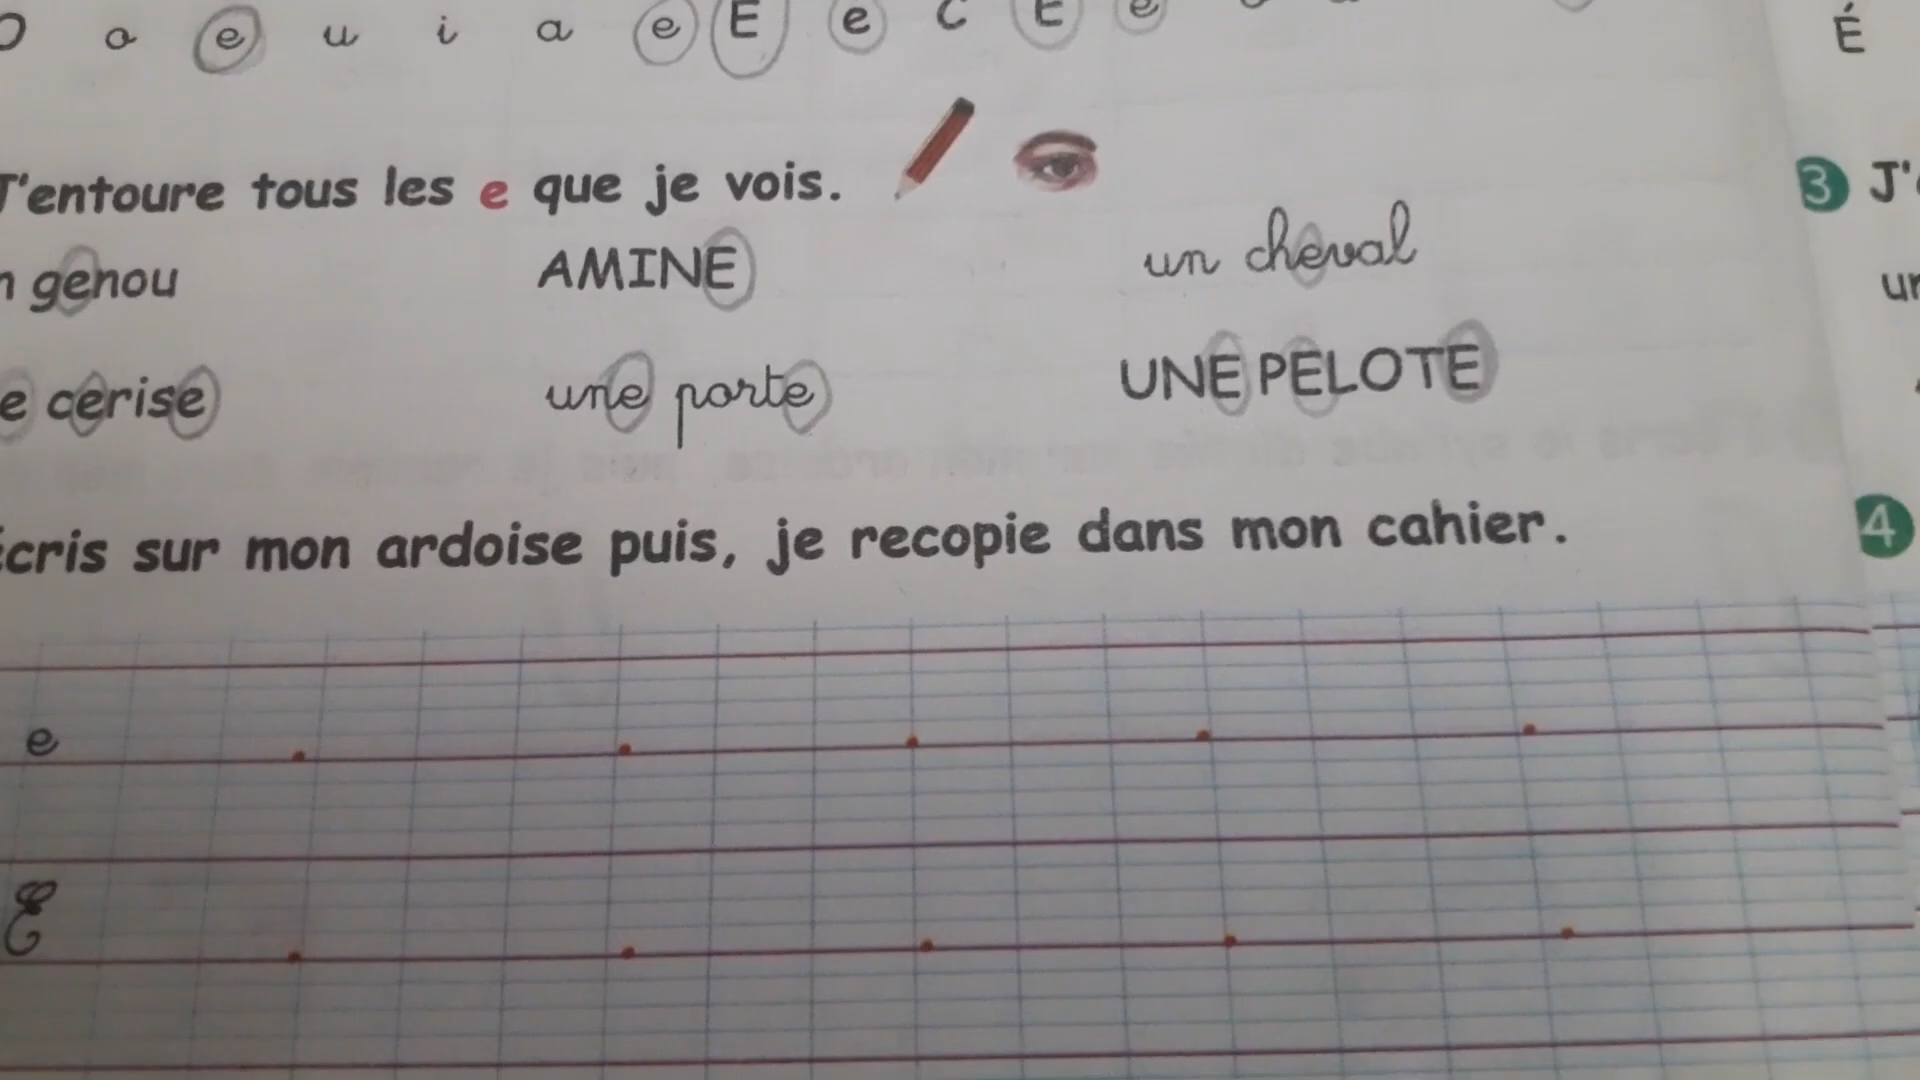 o e u i a e E e C E e
É
J'entoure tous les e que je vois.
3 J'
genou AMINE un cheval
e cerise une porte UNE PELOTE
écris sur mon ardoise puis, je recopie dans mon cahier.
4
e
E